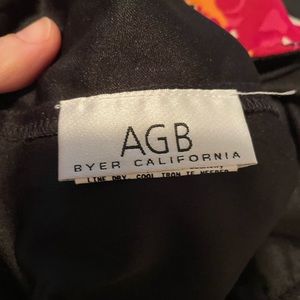 AGB
BYER CALIFORNIA
LINE DRY, COOL IRON IF NEEDED